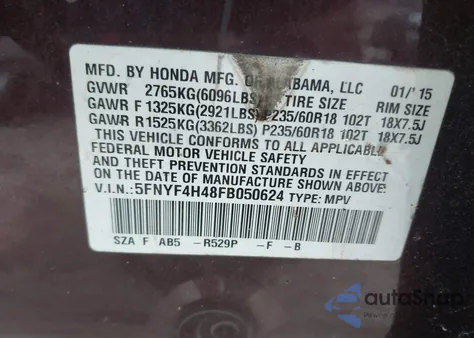 MFD. BY HONDA MFG. OF ALABAMA, LLC 01/'15
GVWR 2765KG(6096LBS) TIRE SIZE RIM SIZE
GAWR F 1325KG(2921LBS) P235/60R18 102T 18X7.5J
GAWR R 1525KG(3362LBS) P235/60R18 102T 18X7.5J
THIS VEHICLE CONFORMS TO ALL APPLICABLE
FEDERAL MOTOR VEHICLE SAFETY
AND THEFT PREVENTION STANDARDS IN EFFECT
ON THE DATE OF MANUFACTURE SHOWN ABOVE.
V.I.N.: 5FNYF4H48FB050624 TYPE: MPV
SZA F AB5 -R529P -F -B
autoSnap